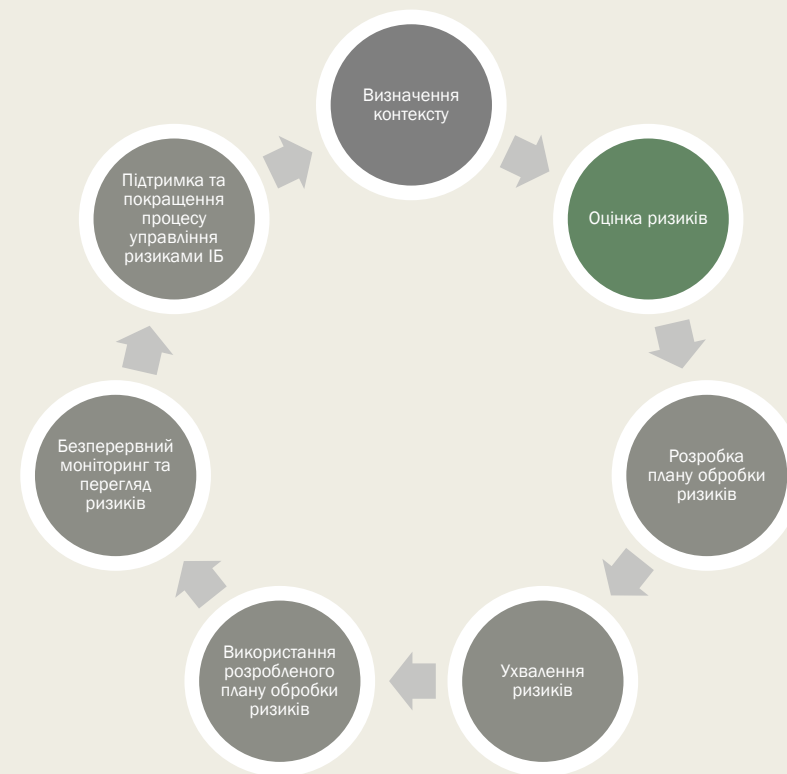 Визначення
контексту
Оцінка ризиків
Розробка
плану обробки
ризиків
Ухвалення
ризиків
Використання
розробленого
плану обробки
ризиків
Безперервний
моніторинг та
перегляд
ризиків
Підтримка та
покращення
процесу
управління
ризиками ІБ